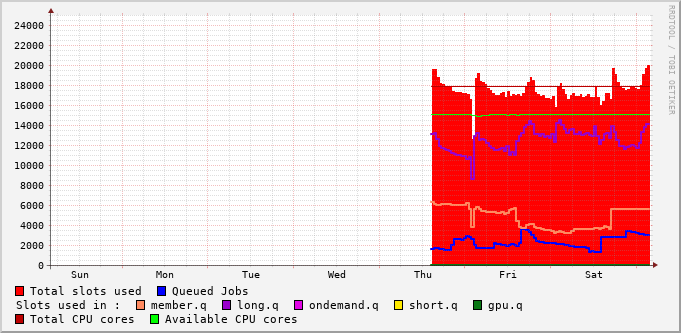 RRDTOOL / TOBI OETIKER
24000
22000
20000
18000
16000
14000
12000
10000
8000
6000
4000
2000
0
Sun Mon Tue Wed Thu Fri Sat
Total slots used Queued Jobs
Slots used in : member.q long.q ondemand.q short.q gpu.q
Total CPU cores Available CPU cores